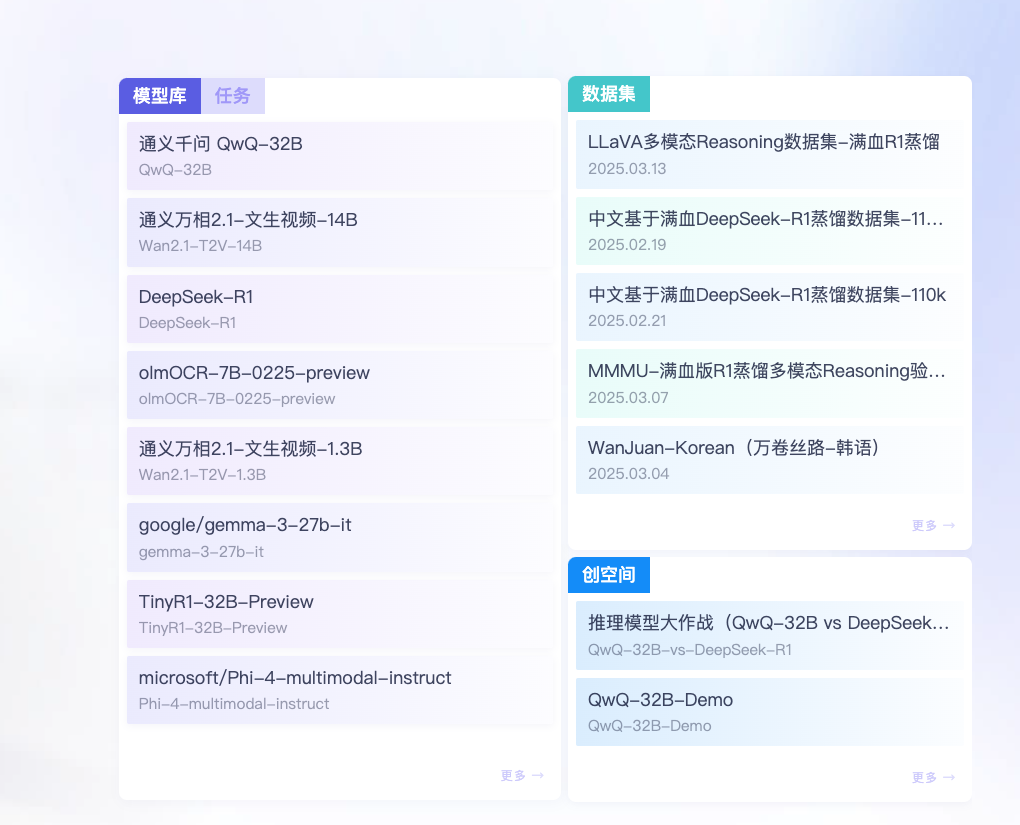 模型库
任务
通义千问 QwQ-32B
QwQ-32B
通义万相2.1-文生视频-14B
Wan2.1-T2V-14B
DeepSeek-R1
DeepSeek-R1
olmOCR-7B-0225-preview
olmOCR-7B-0225-preview
通义万相2.1-文生视频-1.3B
Wan2.1-T2V-1.3B
google/gemma-3-27b-it
gemma-3-27b-it
TinyR1-32B-Preview
TinyR1-32B-Preview
microsoft/Phi-4-multimodal-instruct
Phi-4-multimodal-instruct
更多 →
数据集
LLaVA多模态Reasoning数据集-满血R1蒸馏
2025.03.13
中文基于满血DeepSeek-R1蒸馏数据集-11...
2025.02.19
中文基于满血DeepSeek-R1蒸馏数据集-110k
2025.02.21
MMMU-满血版R1蒸馏多模态Reasoning验...
2025.03.07
WanJuan-Korean（万卷丝路-韩语）
2025.03.04
更多 →
创空间
推理模型大作战（QwQ-32B vs DeepSeek...
QwQ-32B-vs-DeepSeek-R1
QwQ-32B-Demo
QwQ-32B-Demo
更多 →